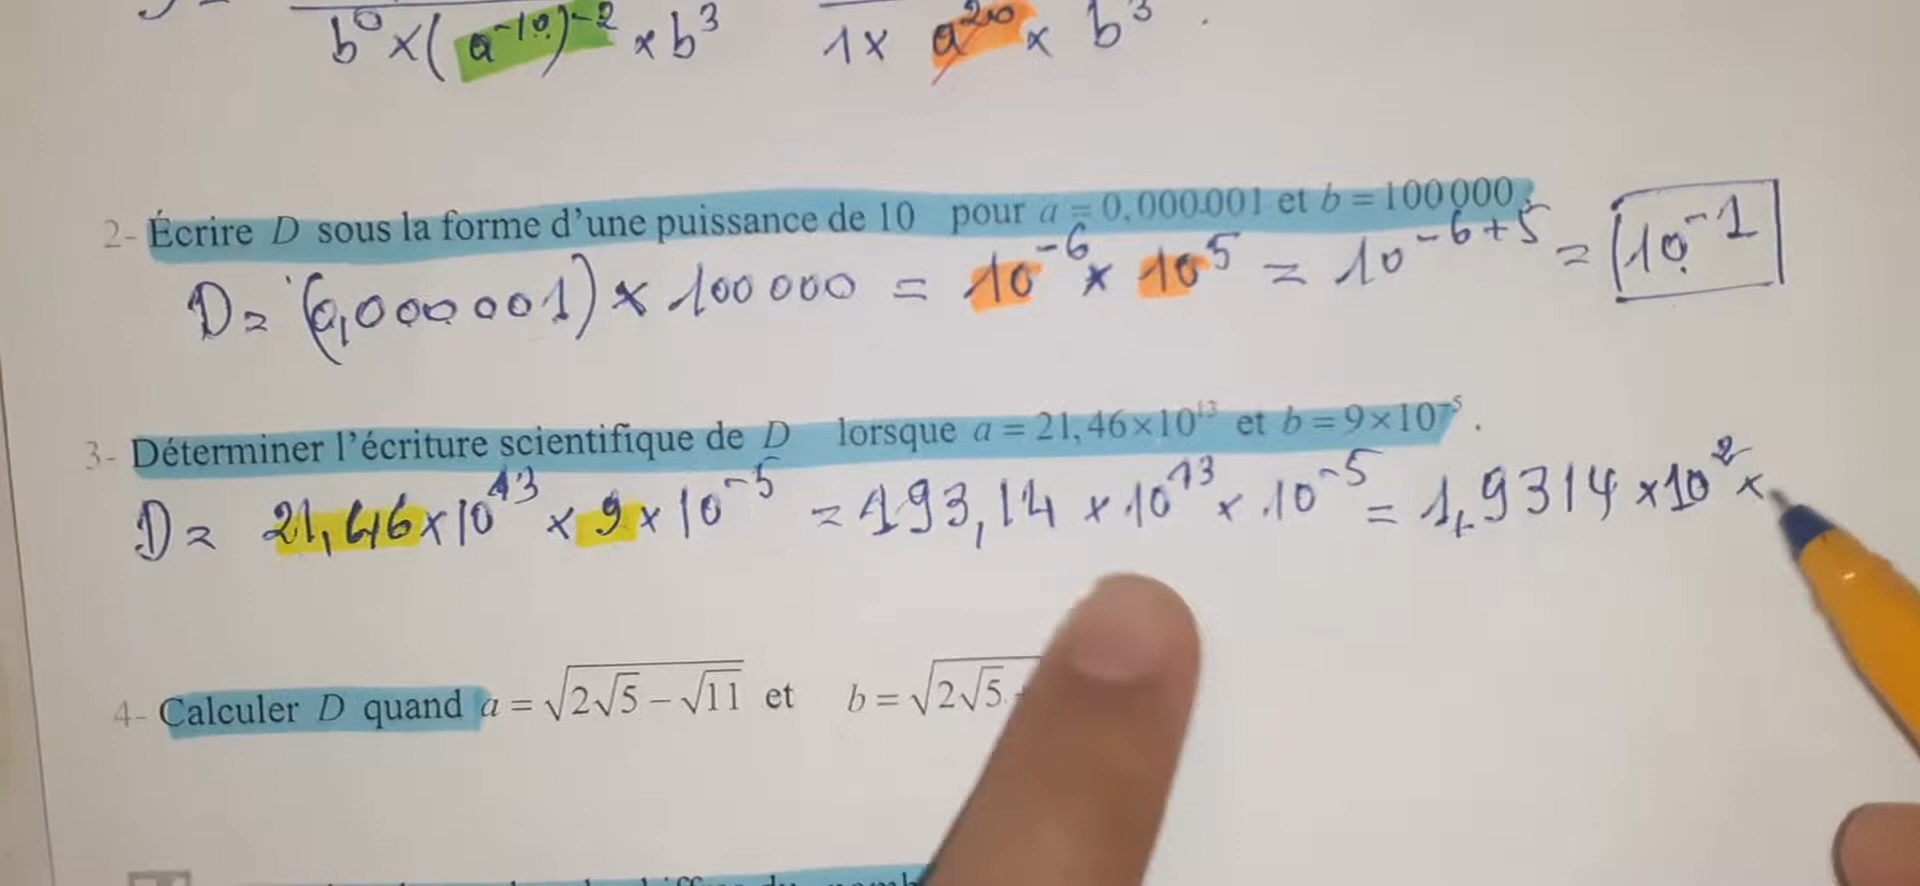 b⁰ × (a⁻¹⁰)⁻² × b³ 1 × a²⁰ × b³ .
2- Écrire D sous la forme d'une puissance de 10 pour a = 0,000001 et b = 100000.
D = (0,000 001) × 100 000 = 10⁻⁶ × 10⁵ = 10⁻⁶⁺⁵ = 10⁻¹
3- Déterminer l'écriture scientifique de D lorsque a = 21,46×10¹³ et b = 9×10⁻⁵ .
D = 21,46 × 10¹³ × 9 × 10⁻⁵ = 193,14 × 10¹³ × 10⁻⁵ = 1,9314 × 10² ×
4- Calculer D quand a = √(2√5 − √11) et b = √(2√5